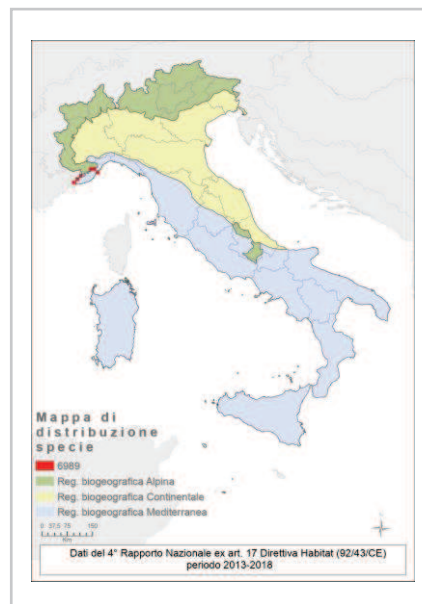 Mappa di
distribuzione
specie
6989
Reg. biogeografica Alpina
Reg. biogeografica Continentale
Reg. biogeografica Mediterranea
0 37,5 75 150
Km
Dati del 4° Rapporto Nazionale ex art. 17 Direttiva Habitat (92/43/CE)
periodo 2013-2018